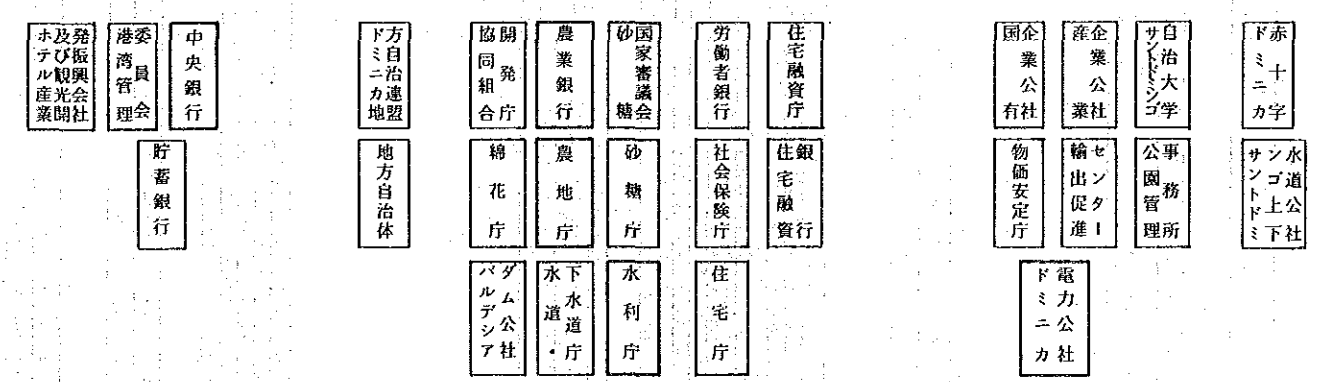 ホテル産業
及び観光開
発振興会社
港湾管理
委員会
中央銀行
ドミニカ地
方自治連盟
協同組合
開発庁
農業銀行
砂糖
国家審議会
労働者銀行
住宅融資庁
国有
企業公社
産業
企業公社
サントドミンゴ
自治大学
ドミニカ
赤十字
貯蓄銀行
地方自治体
綿花庁
農地庁
砂糖庁
社会保険庁
住宅融資
銀行
物価安定庁
輸出促進
センター
公園管理
事務所
サントドミ
ンゴ上下
水道公社
バルデシア
ダム公社
水道・
下水道庁
水利庁
住宅庁
ドミニカ
電力公社